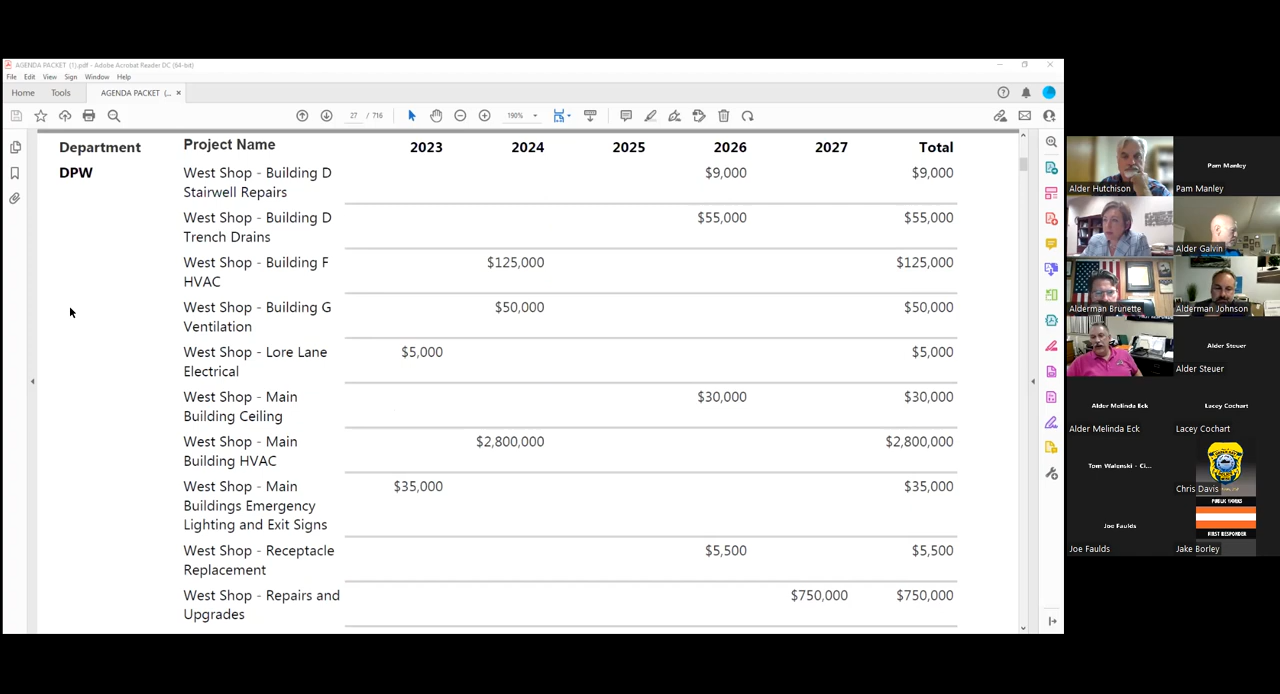 AGENDA PACKET (1).pdf - Adobe Acrobat Reader DC (64-bit)
File Edit View Sign Window Help
Home Tools AGENDA PACKET (... ×
27 / 716 190%
Department Project Name 2023 2024 2025 2026 2027 Total
DPW West Shop - Building D $9,000 $9,000
Stairwell Repairs
West Shop - Building D $55,000 $55,000
Trench Drains
West Shop - Building F $125,000 $125,000
HVAC
West Shop - Building G $50,000 $50,000
Ventilation
West Shop - Lore Lane $5,000 $5,000
Electrical
West Shop - Main $30,000 $30,000
Building Ceiling
West Shop - Main $2,800,000 $2,800,000
Building HVAC
West Shop - Main $35,000 $35,000
Buildings Emergency
Lighting and Exit Signs
West Shop - Receptacle $5,500 $5,500
Replacement
West Shop - Repairs and $750,000 $750,000
Upgrades
Alder Hutchison
Pam Manley
Pam Manley
Alder Galvin
Alderman Brunette
Alderman Johnson
Alder Steuer
Alder Steuer
Alder Melinda Eck
Alder Melinda Eck
Lacey Cochart
Lacey Cochart
Tom Walenski - Ci...
Chris Davis
Joe Faulds
Joe Faulds
PUBLIC WORKS
FIRST RESPONDER
Jake Borley